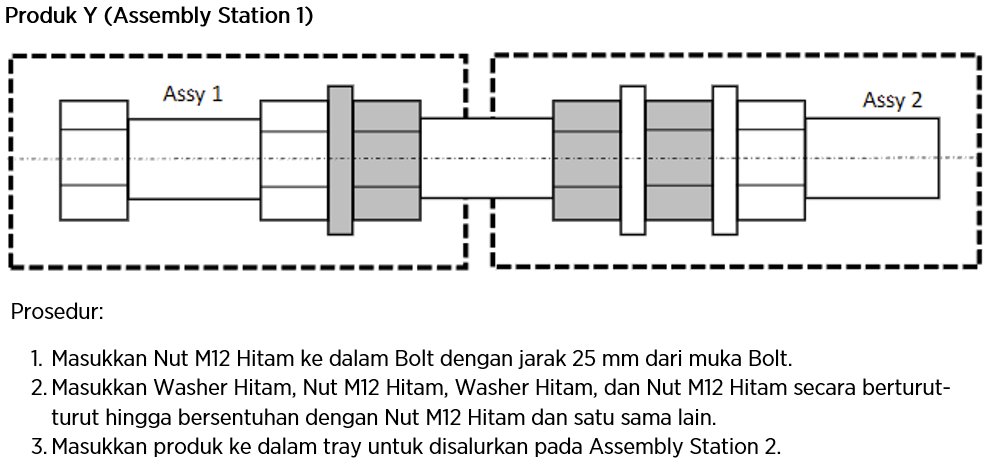 Produk Y (Assembly Station 1)
Assy 1
Assy 2
Prosedur:
1. Masukkan Nut M12 Hitam ke dalam Bolt dengan jarak 25 mm dari muka Bolt.
2. Masukkan Washer Hitam, Nut M12 Hitam, Washer Hitam, dan Nut M12 Hitam secara berturut-
turut hingga bersentuhan dengan Nut M12 Hitam dan satu sama lain.
3. Masukkan produk ke dalam tray untuk disalurkan pada Assembly Station 2.